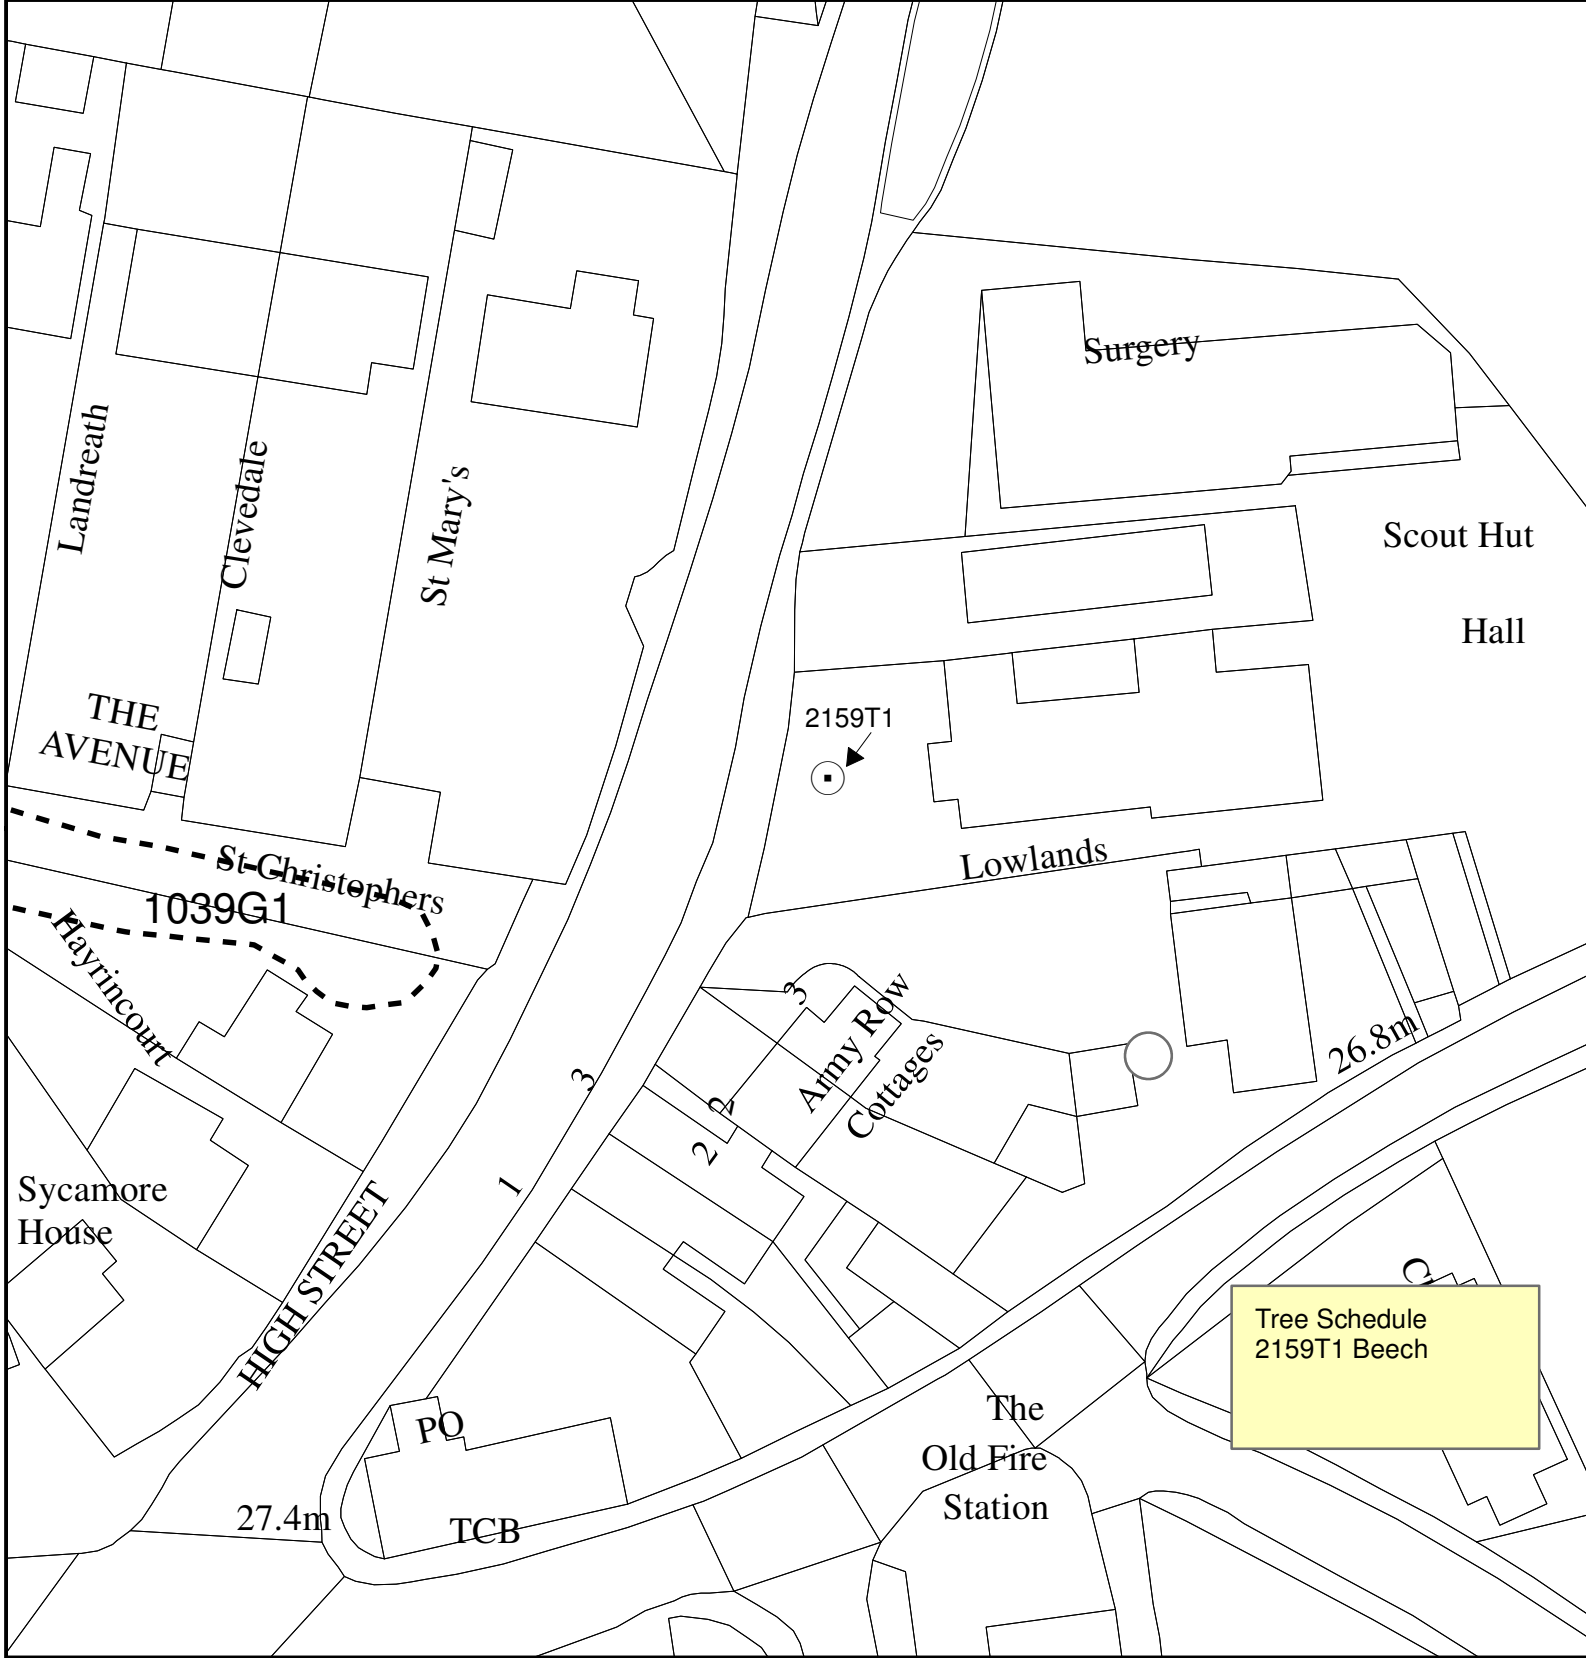 Surgery
Landreath
Clevedale
St Mary's
Scout Hut
Hall
THE
AVENUE
2159T1
St Christophers
1039G1
Lowlands
Hayrincourt
3
Army Row
Cottages
26.8m
3
2
2
1
Sycamore
House
HIGH STREET
Tree Schedule
2159T1 Beech
PO
The
Old Fire
Station
27.4m
TCB